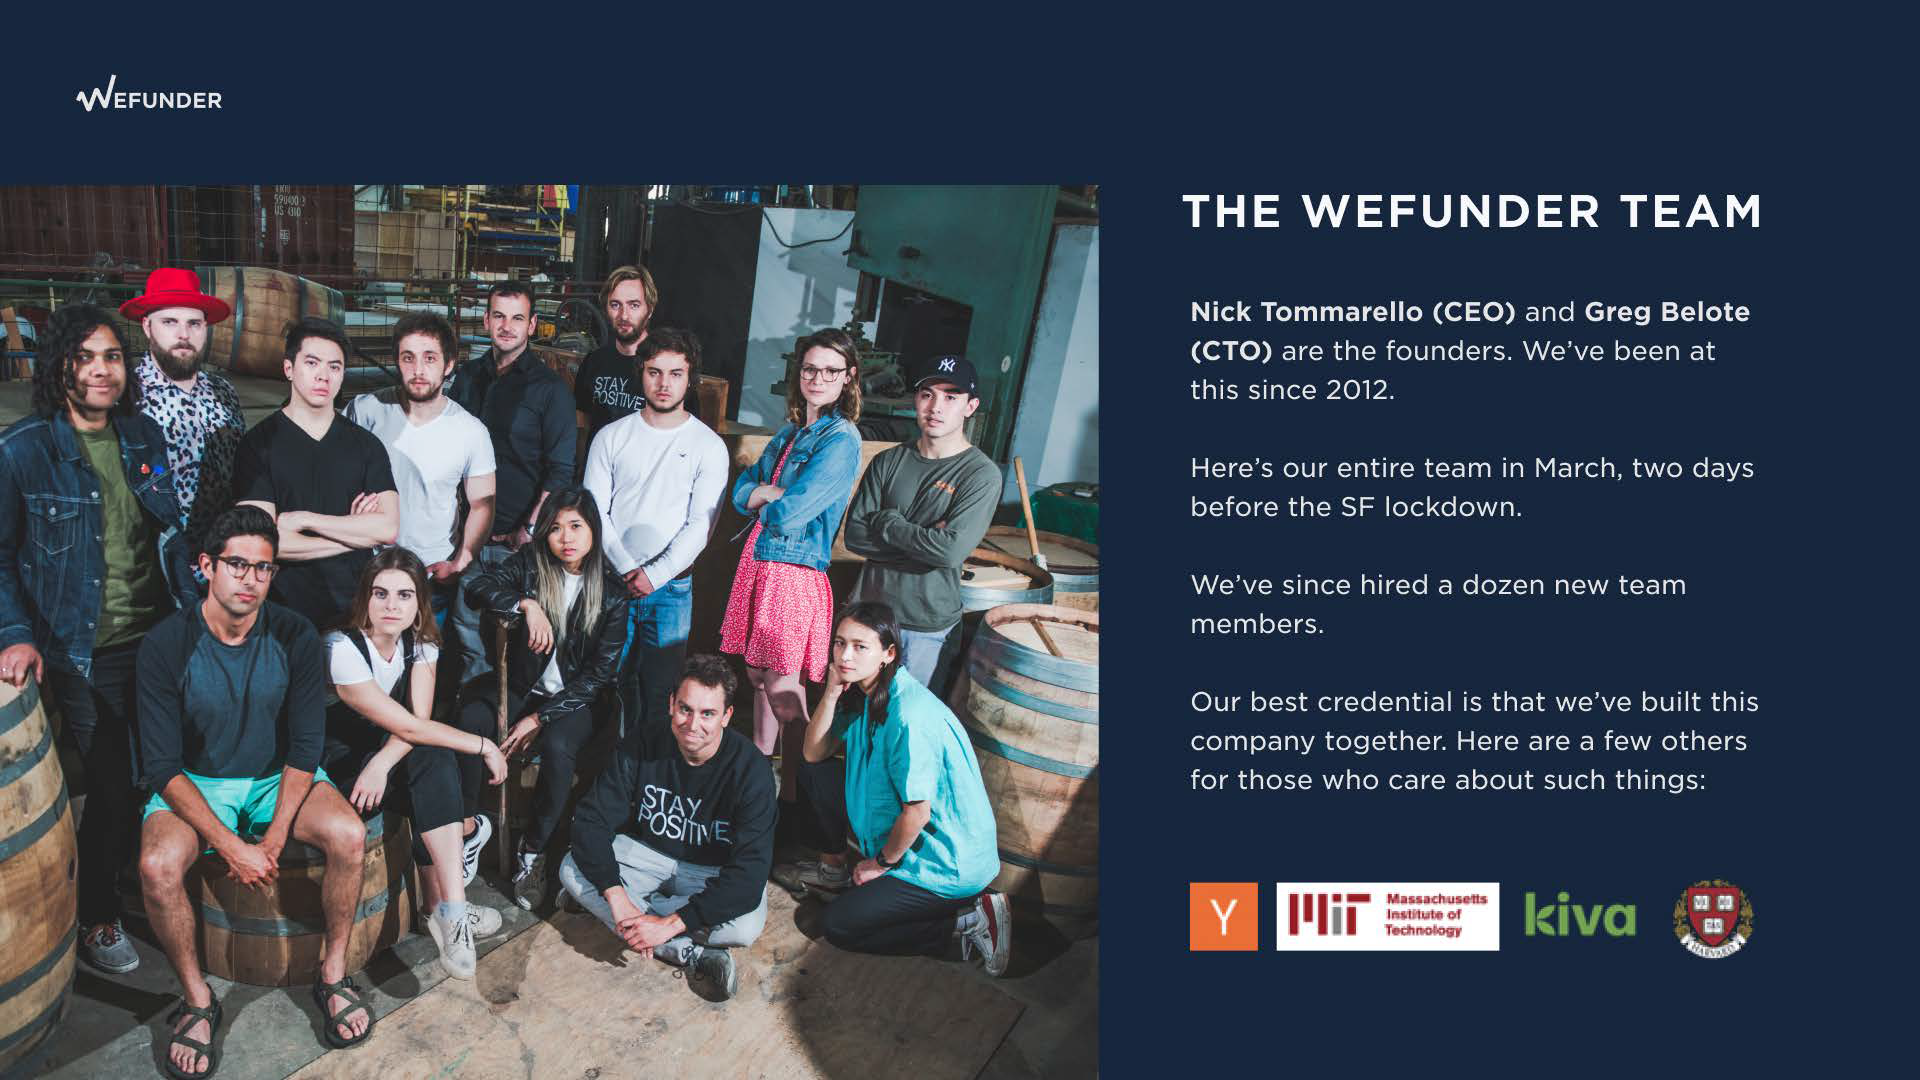 WEFUNDER
THE WEFUNDER TEAM
Nick Tommarello (CEO) and Greg Belote
(CTO) are the founders. We’ve been at
this since 2012.
Here’s our entire team in March, two days
before the SF lockdown.
We’ve since hired a dozen new team
members.
Our best credential is that we’ve built this
company together. Here are a few others
for those who care about such things:
Y
MIT
Massachusetts
Institute of
Technology
kiva
HARVARD
STAY
POSITIVE
STAY
POSITIVE
NY